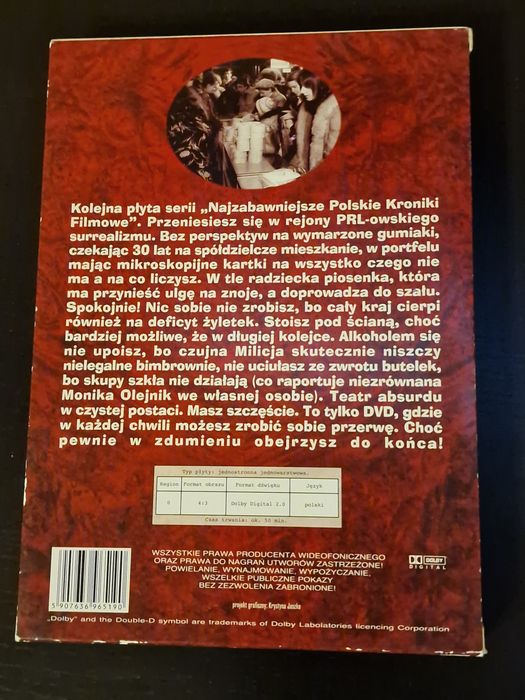 Kolejna płyta serii „Najzabawniejsze Polskie Kroniki
Filmowe”. Przeniesiesz się w rejony PRL-owskiego
surrealizmu. Bez perspektyw na wymarzone gumiaki,
czekając 30 lat na spółdzielcze mieszkanie, w portfelu
mając mikroskopijne kartki na wszystko czego nie
ma a na co liczysz. W tle radziecka piosenka, która
ma przynieść ulgę na znoje, a doprowadza do szału.
Spokojnie! Nic sobie nie zrobisz, bo cały kraj cierpi
również na deficyt żyletek. Stoisz pod ścianą, choć
bardziej możliwe, że w długiej kolejce. Alkoholem się
nie upoisz, bo czujna Milicja skutecznie niszczy
nielegalne bimbrownie, nie uciułasz ze zwrotu butelek,
bo skupy szkła nie działają (co raportuje niezrównana
Monika Olejnik we własnej osobie). Teatr absurdu
w czystej postaci. Masz szczęście. To tylko DVD, gdzie
w każdej chwili możesz zrobić sobie przerwę. Choć
pewnie w zdumieniu obejrzysz do końca!
Typ płyty: jednostronna jednowarstwowa.
Region Format obrazu Format dźwięku Język
0 4:3 Dolby Digital 2.0 polski
Czas trwania: ok. 50 min.
WSZYSTKIE PRAWA PRODUCENTA WIDEOFONICZNEGO
ORAZ PRAWA DO NAGRAŃ UTWORÓW ZASTRZEŻONE!
POWIELANIE, WYNAJMOWANIE, WYPOŻYCZANIE,
WSZELKIE PUBLICZNE POKAZY
BEZ ZEZWOLENIA ZABRONIONE!
DOLBY
DIGITAL
5 907636 965190
projekt graficzny: Krystyna Jaszke
„Dolby” and the Double-D symbol are trademarks of Dolby Labolatories licencing Corporation